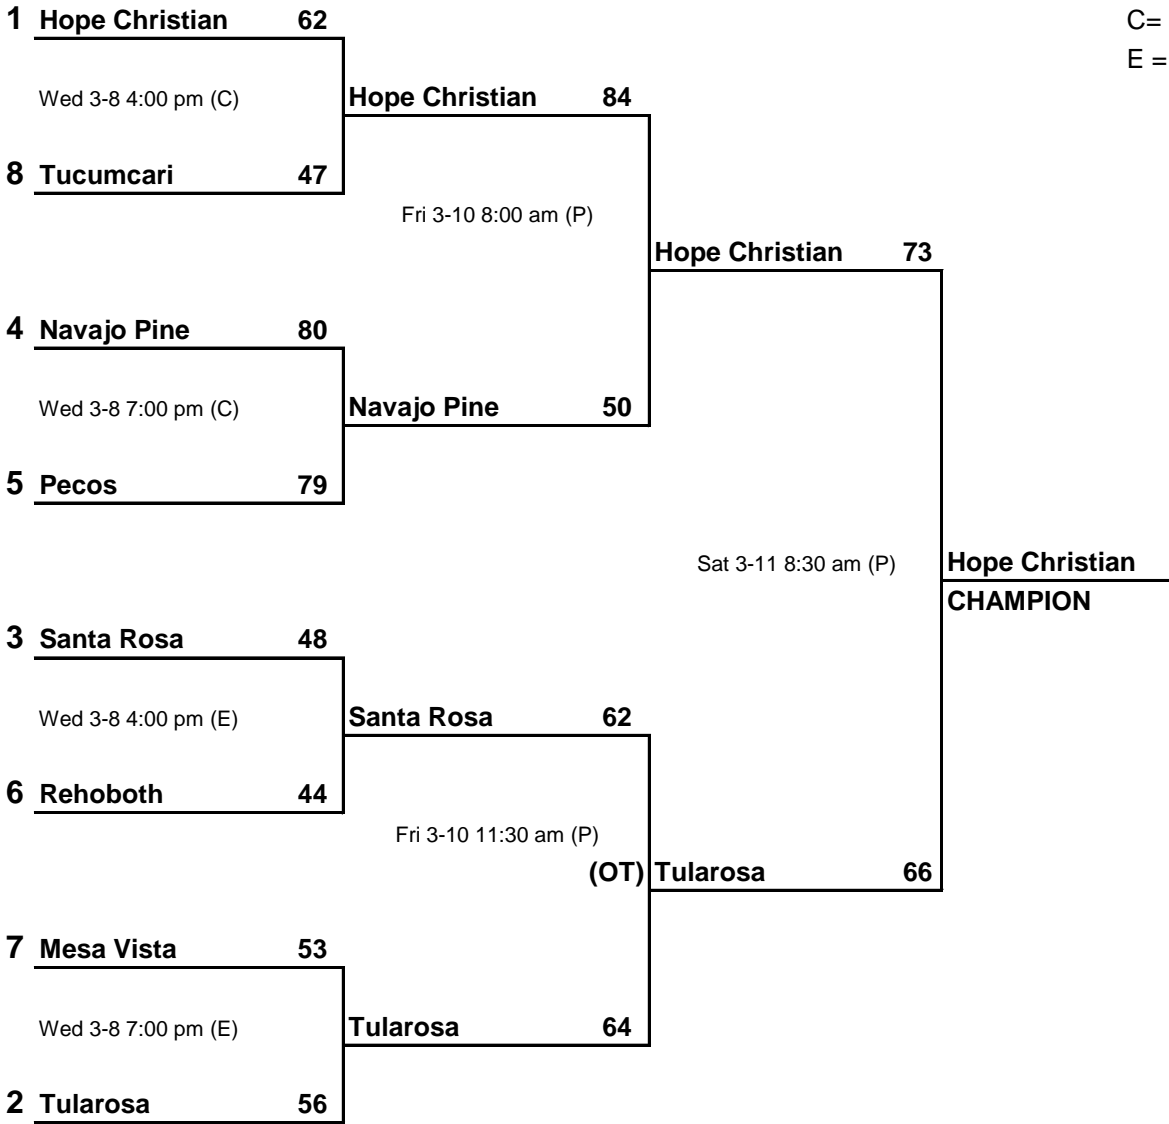 1 Hope Christian 62
C=
E =
Wed 3-8 4:00 pm (C)
Hope Christian 84
8 Tucumcari 47
Fri 3-10 8:00 am (P)
Hope Christian 73
4 Navajo Pine 80
Wed 3-8 7:00 pm (C)
Navajo Pine 50
5 Pecos 79
Sat 3-11 8:30 am (P)
Hope Christian
CHAMPION
3 Santa Rosa 48
Wed 3-8 4:00 pm (E)
Santa Rosa 62
6 Rehoboth 44
Fri 3-10 11:30 am (P)
(OT) Tularosa 66
7 Mesa Vista 53
Wed 3-8 7:00 pm (E)
Tularosa 64
2 Tularosa 56